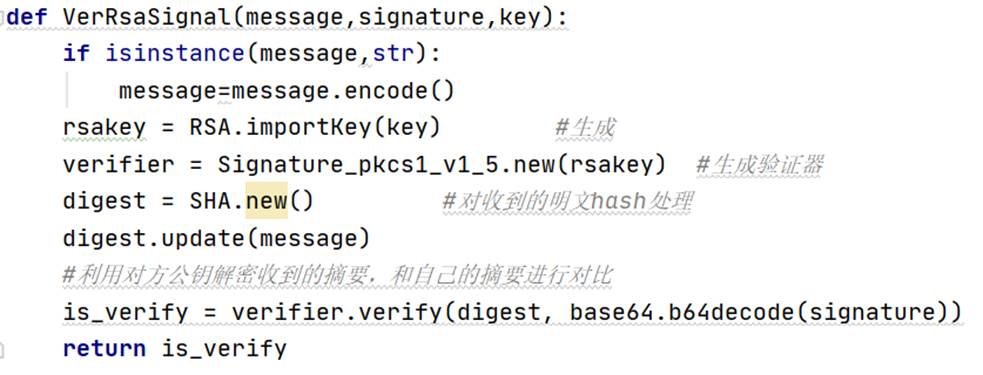 def VerRsaSignal(message,signature,key):
    if isinstance(message,str):
        message=message.encode()
    rsakey = RSA.importKey(key)        #生成
    verifier = Signature_pkcs1_v1_5.new(rsakey)  #生成验证器
    digest = SHA.new()         #对收到的明文hash处理
    digest.update(message)
    #利用对方公钥解密收到的摘要，和自己的摘要进行对比
    is_verify = verifier.verify(digest, base64.b64decode(signature))
    return is_verify